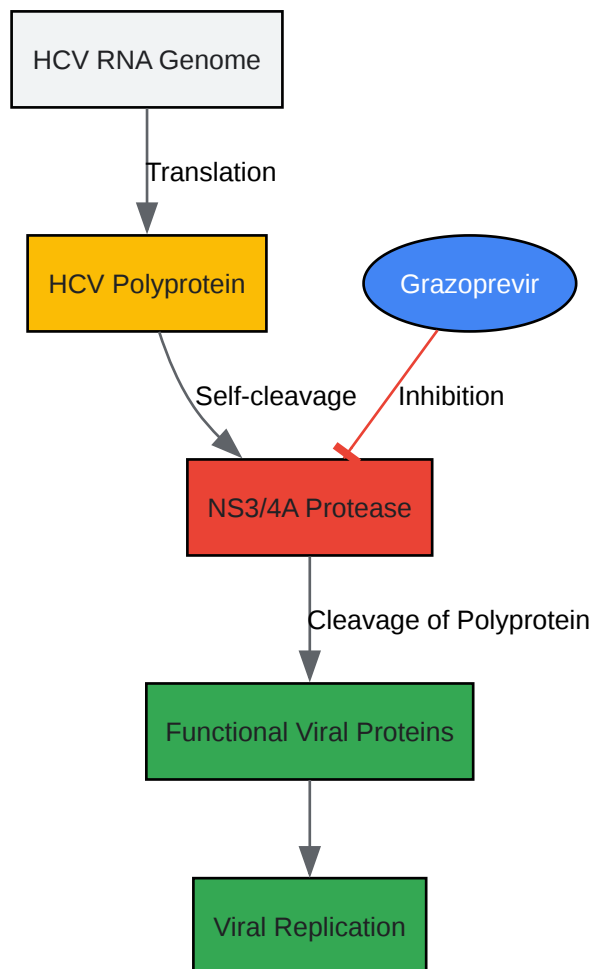 HCV RNA Genome
Translation
HCV Polyprotein
Grazoprevir
Self-cleavage
Inhibition
NS3/4A Protease
Cleavage of Polyprotein
Functional Viral Proteins
Viral Replication